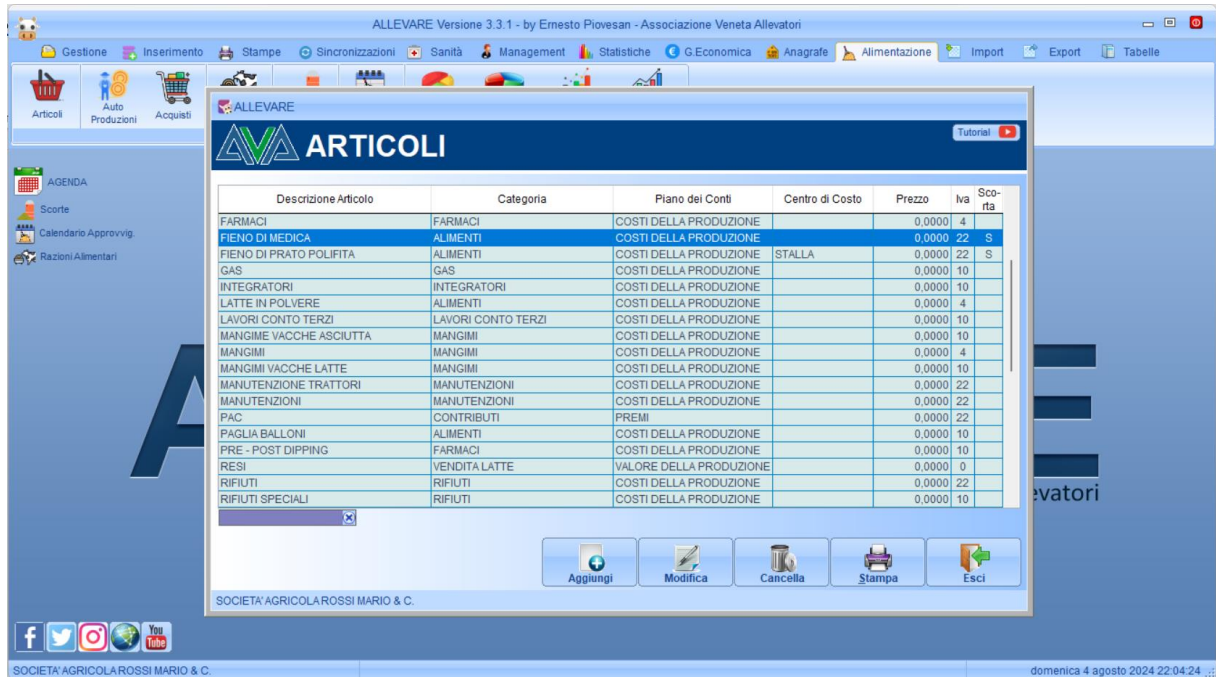 ALLEVARE Versione 3.3.1 - by Ernesto Piovesan - Associazione Veneta Allevatori
Gestione Inserimento Stampe Sincronizzazioni Sanità Management Statistiche G.Economica Anagrafe Alimentazione Import Export Tabelle
Articoli
Auto
Produzioni
Acquisti
AGENDA
Scorte
Calendario Approvvig.
Razioni Alimentari
ALLEVARE
AVA ARTICOLI
Tutorial
Descrizione Articolo Categoria Piano dei Conti Centro di Costo Prezzo Iva Sco-
rta
FARMACI FARMACI COSTI DELLA PRODUZIONE 0,0000 4
FIENO DI MEDICA ALIMENTI COSTI DELLA PRODUZIONE 0,0000 22 S
FIENO DI PRATO POLIFITA ALIMENTI COSTI DELLA PRODUZIONE STALLA 0,0000 22 S
GAS GAS COSTI DELLA PRODUZIONE 0,0000 10
INTEGRATORI INTEGRATORI COSTI DELLA PRODUZIONE 0,0000 10
LATTE IN POLVERE ALIMENTI COSTI DELLA PRODUZIONE 0,0000 4
LAVORI CONTO TERZI LAVORI CONTO TERZI COSTI DELLA PRODUZIONE 0,0000 10
MANGIME VACCHE ASCIUTTA MANGIMI COSTI DELLA PRODUZIONE 0,0000 10
MANGIMI MANGIMI COSTI DELLA PRODUZIONE 0,0000 4
MANGIMI VACCHE LATTE MANGIMI COSTI DELLA PRODUZIONE 0,0000 10
MANUTENZIONE TRATTORI MANUTENZIONI COSTI DELLA PRODUZIONE 0,0000 22
MANUTENZIONI MANUTENZIONI COSTI DELLA PRODUZIONE 0,0000 22
PAC CONTRIBUTI PREMI 0,0000 22
PAGLIA BALLONI ALIMENTI COSTI DELLA PRODUZIONE 0,0000 10
PRE - POST DIPPING FARMACI COSTI DELLA PRODUZIONE 0,0000 10
RESI VENDITA LATTE VALORE DELLA PRODUZIONE 0,0000 0
RIFIUTI RIFIUTI COSTI DELLA PRODUZIONE 0,0000 22
RIFIUTI SPECIALI RIFIUTI COSTI DELLA PRODUZIONE 0,0000 10
A E
evatori
Aggiungi Modifica Cancella Stampa Esci
SOCIETA' AGRICOLA ROSSI MARIO & C.
You
Tube
SOCIETA' AGRICOLA ROSSI MARIO & C. domenica 4 agosto 2024 22:04:24